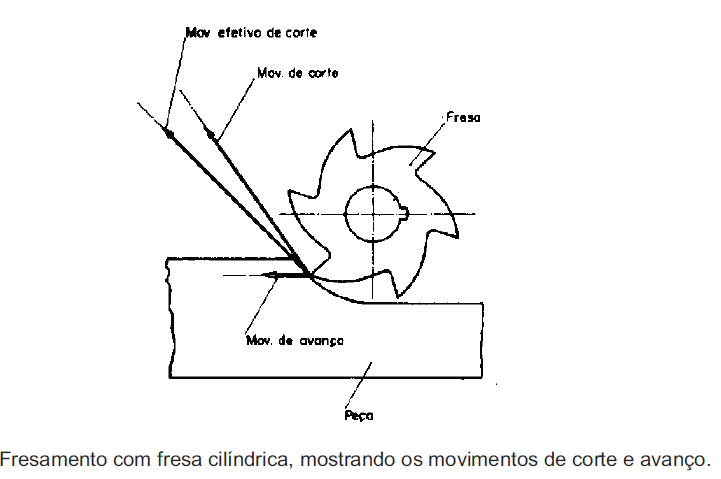 Mov efetivo de corte
Mov. de corte
Fresa
Mov. de avanço
Peça
Fresamento com fresa cilíndrica, mostrando os movimentos de corte e avanço.